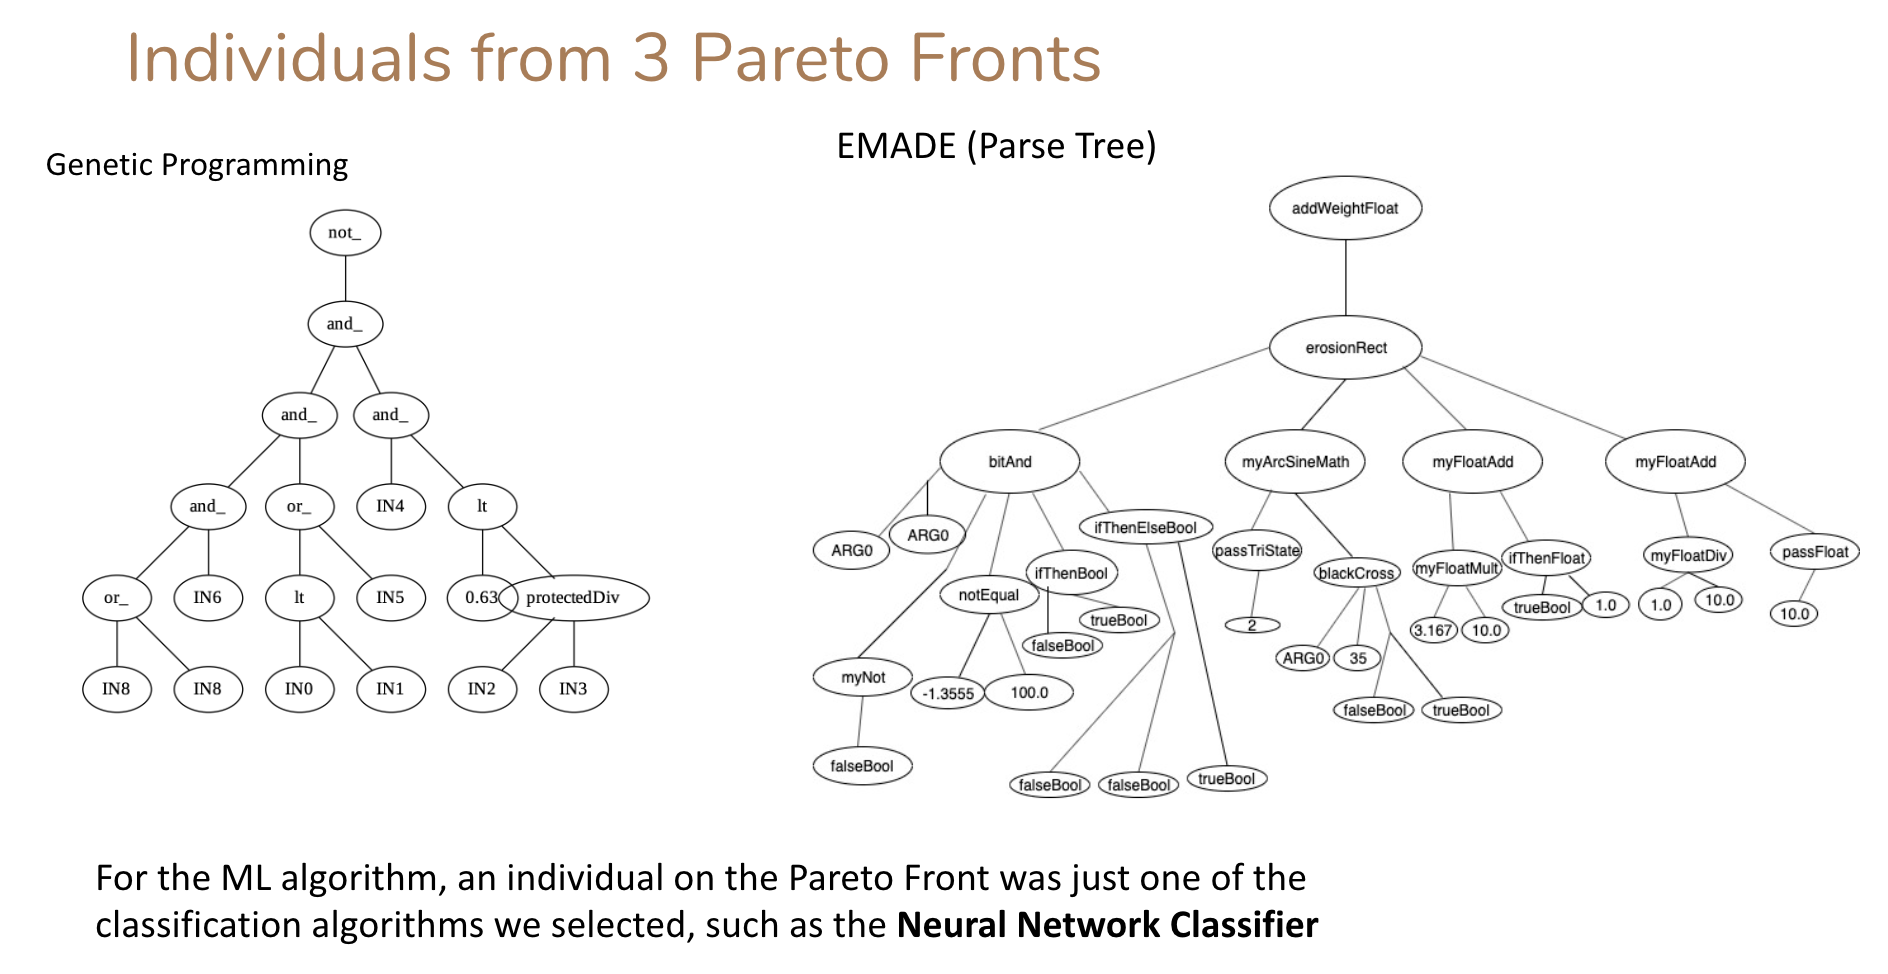 Individuals from 3 Pareto Fronts
Genetic Programming
not_
and_
and_ and_
and_ or_ IN4 lt
or_ IN6 lt IN5 0.63 protectedDiv
IN8 IN8 IN0 IN1 IN2 IN3
EMADE (Parse Tree)
addWeightFloat
erosionRect
bitAnd myArcSineMath myFloatAdd myFloatAdd
ARG0 ARG0 ifThenElseBool passTriState blackCross myFloatMult ifThenFloat myFloatDiv passFloat
notEqual ifThenBool trueBool falseBool 2 ARG0 35 3.167 10.0 trueBool 1.0 1.0 10.0 10.0
myNot -1.3555 100.0 falseBool trueBool
falseBool falseBool falseBool trueBool
For the ML algorithm, an individual on the Pareto Front was just one of the
classification algorithms we selected, such as the Neural Network Classifier